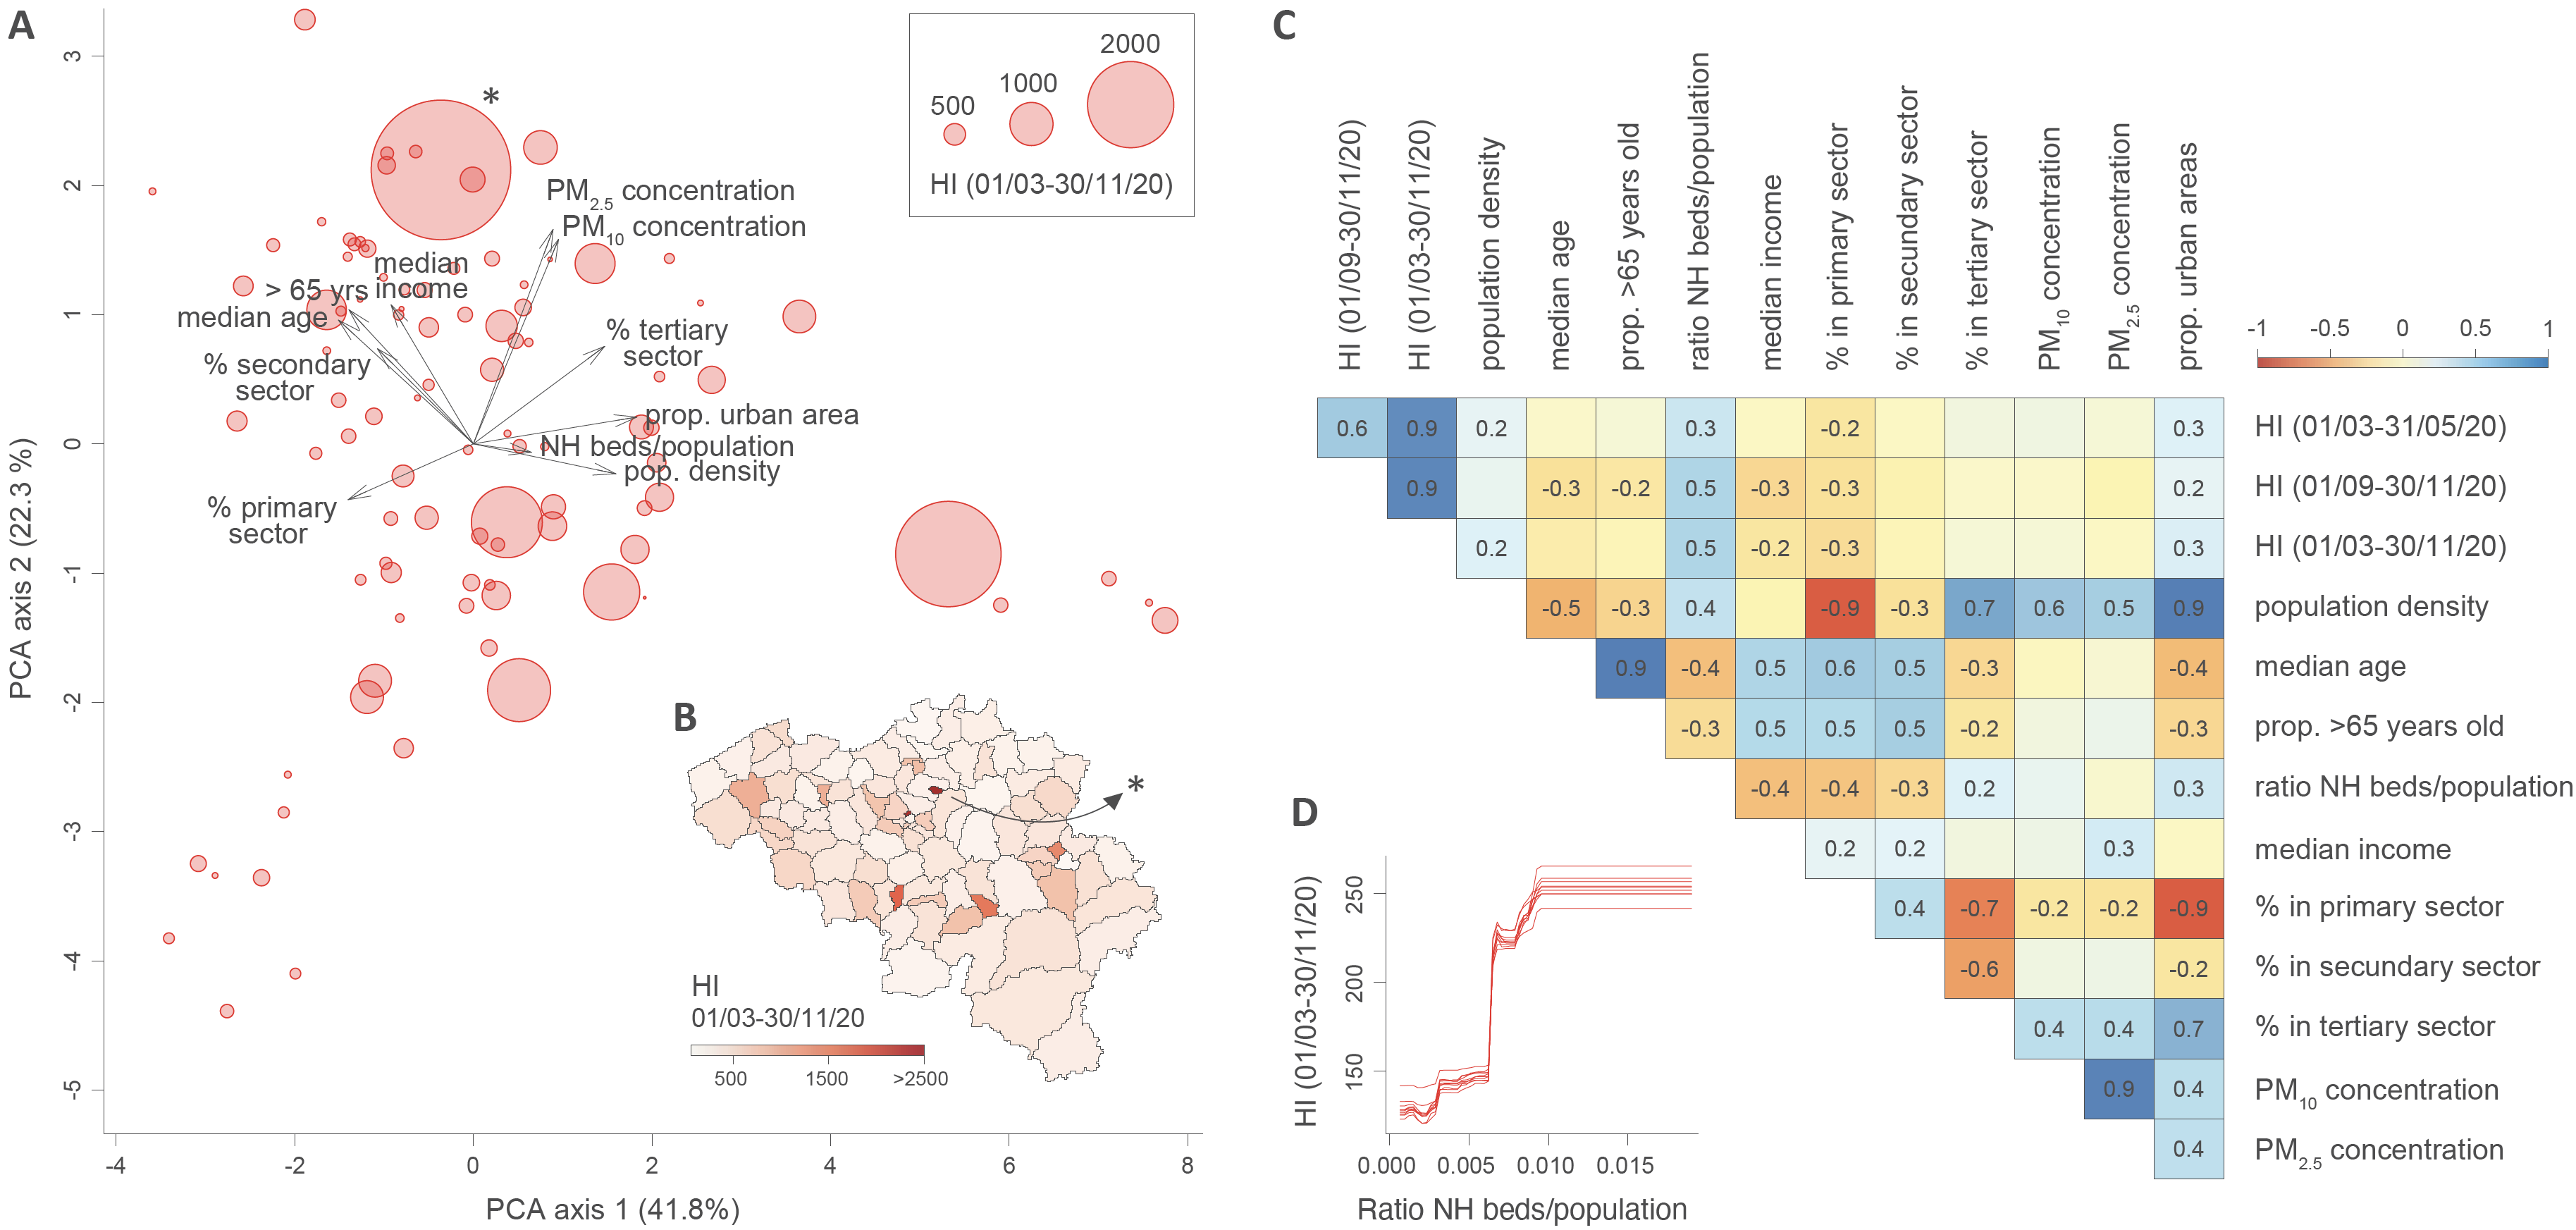 A
3
2
1
0
-1
-2
-3
-4
-5
PCA axis 2 (22.3 %)
-4
-2
0
2
4
6
8
PCA axis 1 (41.8%)
*
500
1000
2000
HI (01/03-30/11/20)
PM2.5 concentration
PM10 concentration
median
income
> 65 yrs
median age
% secondary
sector
% tertiary
sector
prop. urban area
NH beds/population
pop. density
% primary
sector
B
*
HI
01/03-30/11/20
500
1500
>2500
C
HI (01/09-30/11/20)
HI (01/03-30/11/20)
population density
median age
prop. >65 years old
ratio NH beds/population
median income
% in primary sector
% in secundary sector
% in tertiary sector
PM10 concentration
PM2.5 concentration
prop. urban areas
-1 -0.5 0 0.5 1
0.6 0.9 0.2 0.3 -0.2 0.3 HI (01/03-31/05/20)
0.9 -0.3 -0.2 0.5 -0.3 -0.3 0.2 HI (01/09-30/11/20)
0.2 0.5 -0.2 -0.3 0.3 HI (01/03-30/11/20)
-0.5 -0.3 0.4 -0.9 -0.3 0.7 0.6 0.5 0.9 population density
0.9 -0.4 0.5 0.6 0.5 -0.3 -0.4 median age
-0.3 0.5 0.5 0.5 -0.2 -0.3 prop. >65 years old
-0.4 -0.4 -0.3 0.2 0.3 ratio NH beds/population
0.2 0.2 0.3 median income
0.4 -0.7 -0.2 -0.2 -0.9 % in primary sector
-0.6 -0.2 % in secundary sector
0.4 0.4 0.7 % in tertiary sector
0.9 0.4 PM10 concentration
0.4 PM2.5 concentration
D
HI (01/03-30/11/20)
250
200
150
0.000 0.005 0.010 0.015
Ratio NH beds/population